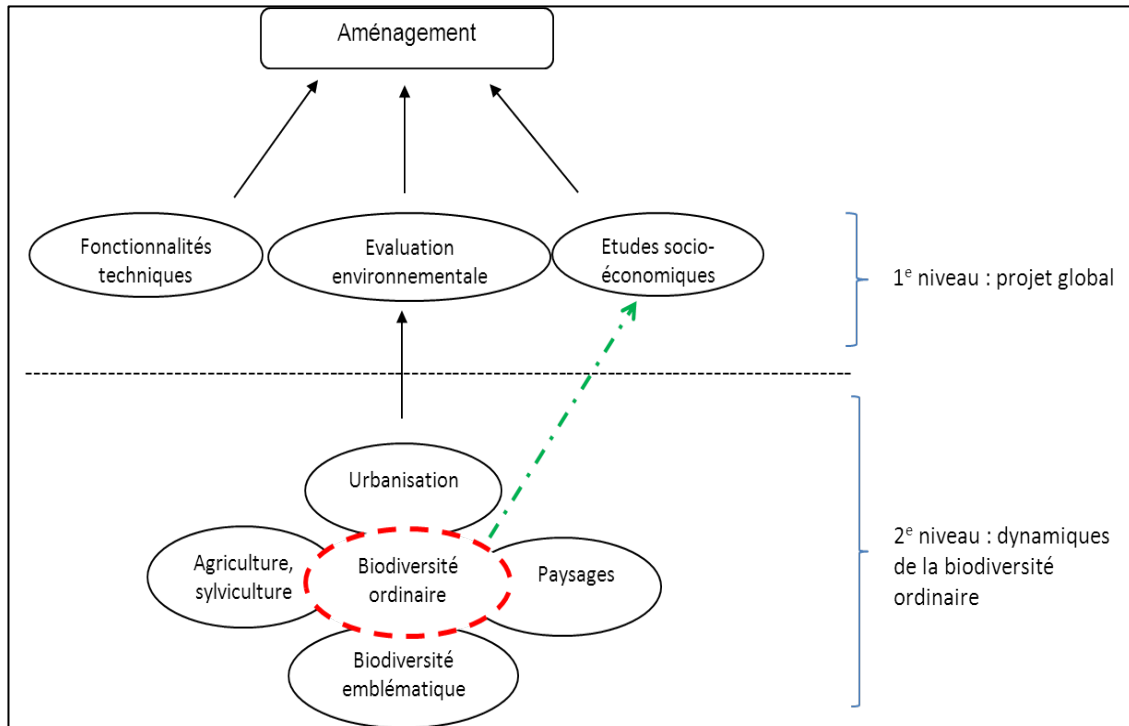 Aménagement
Fonctionnalités
techniques
Evaluation
environnementale
Etudes socio-
économiques
1e niveau : projet global
Urbanisation
Agriculture,
sylviculture
Biodiversité
ordinaire
Paysages
Biodiversité
emblématique
2e niveau : dynamiques
de la biodiversité
ordinaire